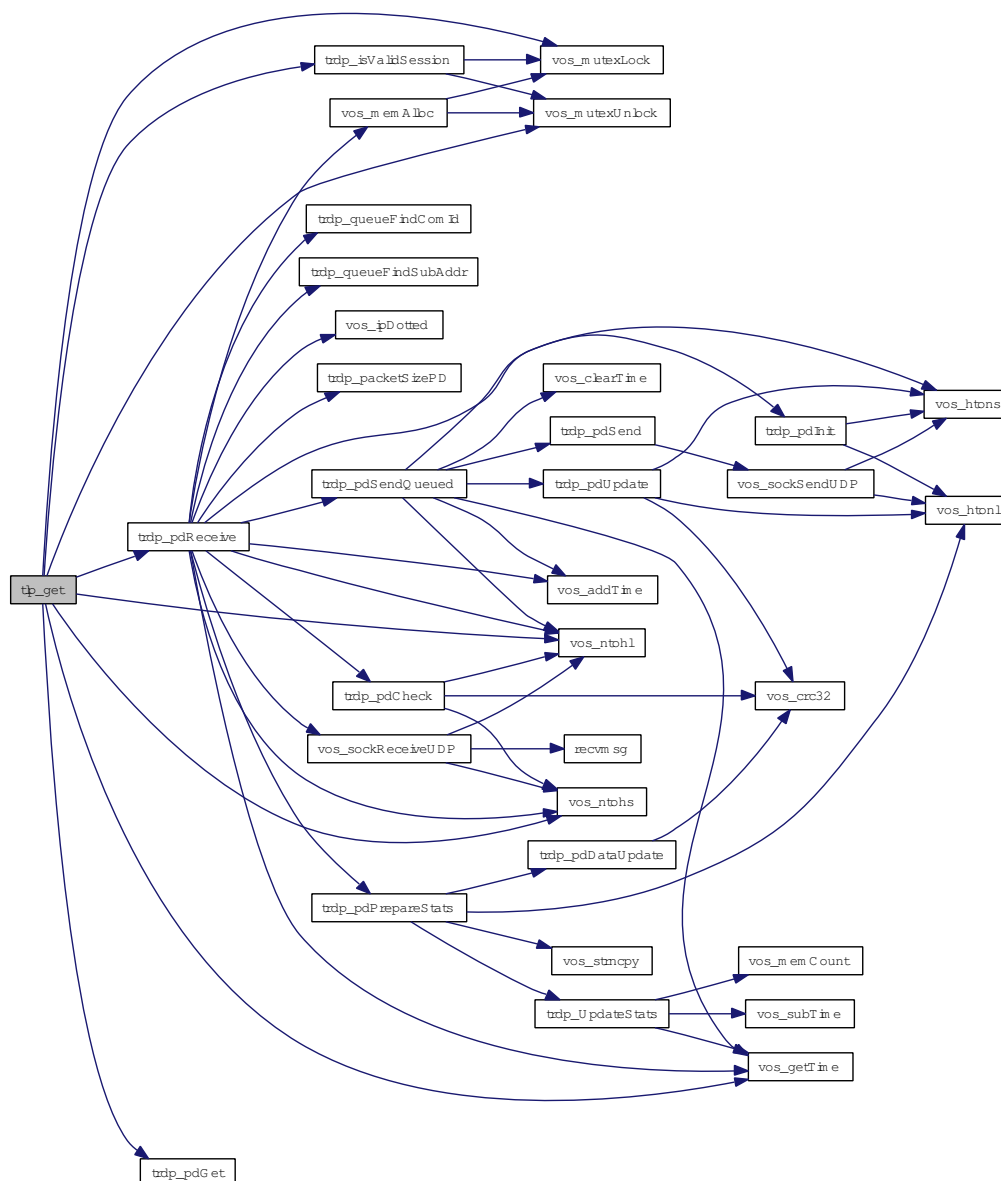 trdp_isValidSession
vos_mutexLock
vos_memAlloc
vos_mutexUnlock
trdp_queueFindComId
trdp_queueFindSubAddr
vos_ipDotted
trdp_packetSizePD
vos_clearTime
vos_htons
trdp_pdSend
trdp_pdInit
trdp_pdSendQueued
trdp_pdUpdate
vos_sockSendUDP
vos_htonl
trdp_pdReceive
tlp_get
vos_addTime
vos_ntohl
trdp_pdCheck
vos_crc32
vos_sockReceiveUDP
recvmsg
vos_ntohs
trdp_pdDataUpdate
trdp_pdPrepareStats
vos_strncpy
vos_memCount
trdp_UpdateStats
vos_subTime
vos_getTime
trdp_pdGet